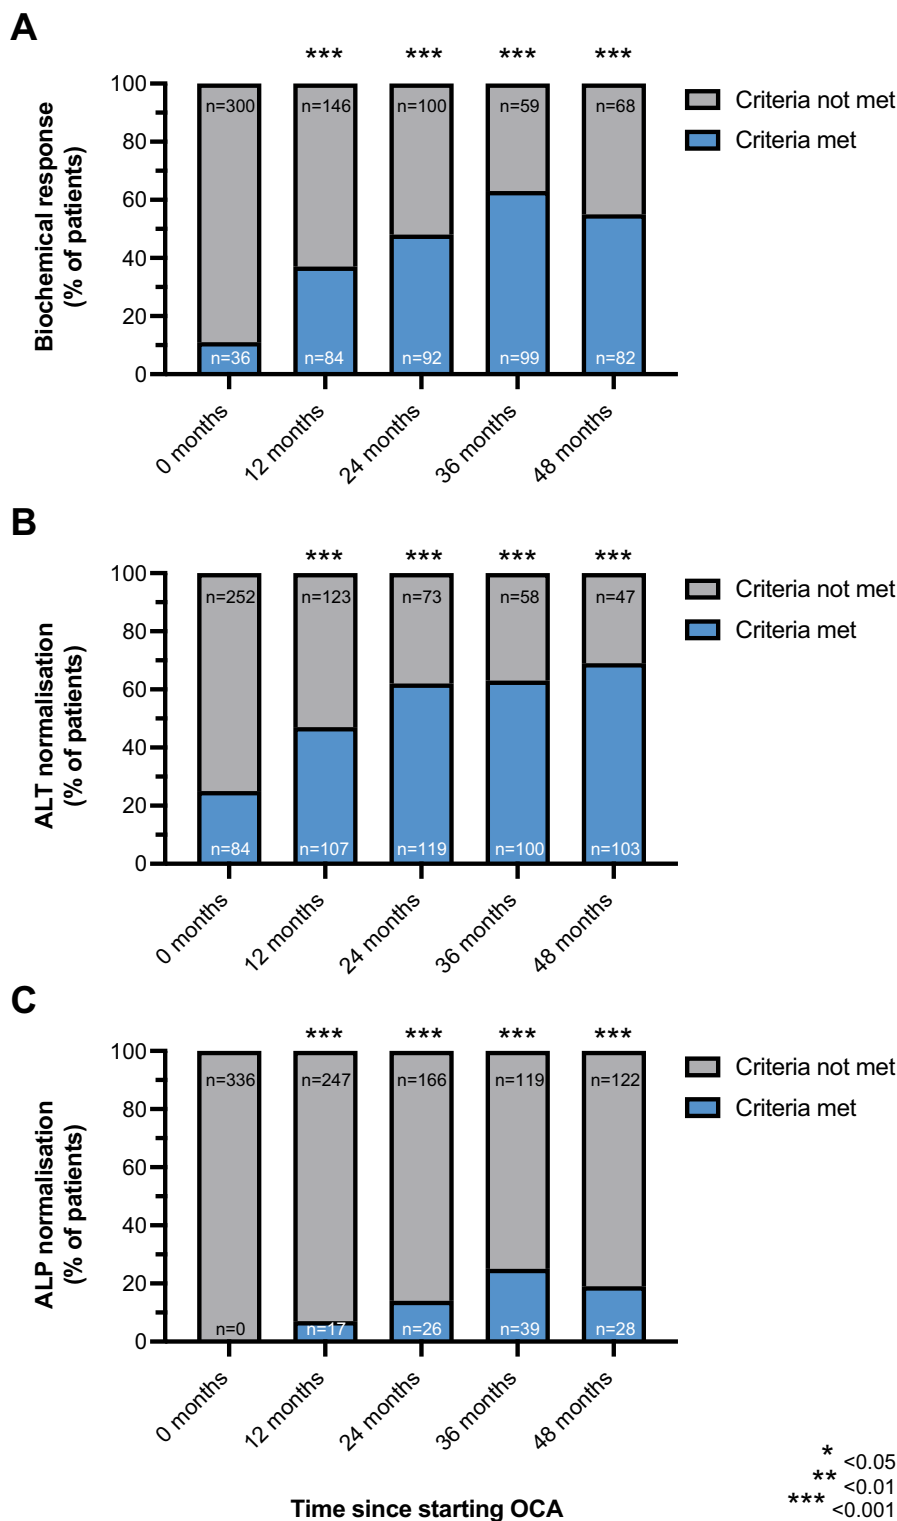 A
*** *** *** ***
Biochemical response
(% of patients)
100
80
60
40
20
0
n=300 n=146 n=100 n=59 n=68
n=36 n=84 n=92 n=99 n=82
0 months 12 months 24 months 36 months 48 months
Criteria not met
Criteria met
B
*** *** *** ***
ALT normalisation
(% of patients)
100
80
60
40
20
0
n=252 n=123 n=73 n=58 n=47
n=84 n=107 n=119 n=100 n=103
0 months 12 months 24 months 36 months 48 months
Criteria not met
Criteria met
C
*** *** *** ***
ALP normalisation
(% of patients)
100
80
60
40
20
0
n=336 n=247 n=166 n=119 n=122
n=0 n=17 n=26 n=39 n=28
0 months 12 months 24 months 36 months 48 months
Criteria not met
Criteria met
Time since starting OCA
* <0.05
** <0.01
*** <0.001